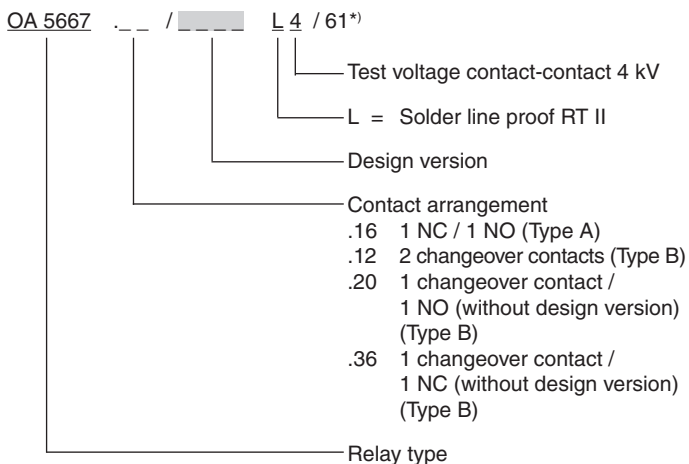 OA 5667 ._ _ / _ _ _ _ L 4 / 61*)
Test voltage contact-contact 4 kV
L = Solder line proof RT II
Design version
Contact arrangement
.16 1 NC / 1 NO (Type A)
.12 2 changeover contacts (Type B)
.20 1 changeover contact /
1 NO (without design version)
(Type B)
.36 1 changeover contact /
1 NC (without design version)
(Type B)
Relay type